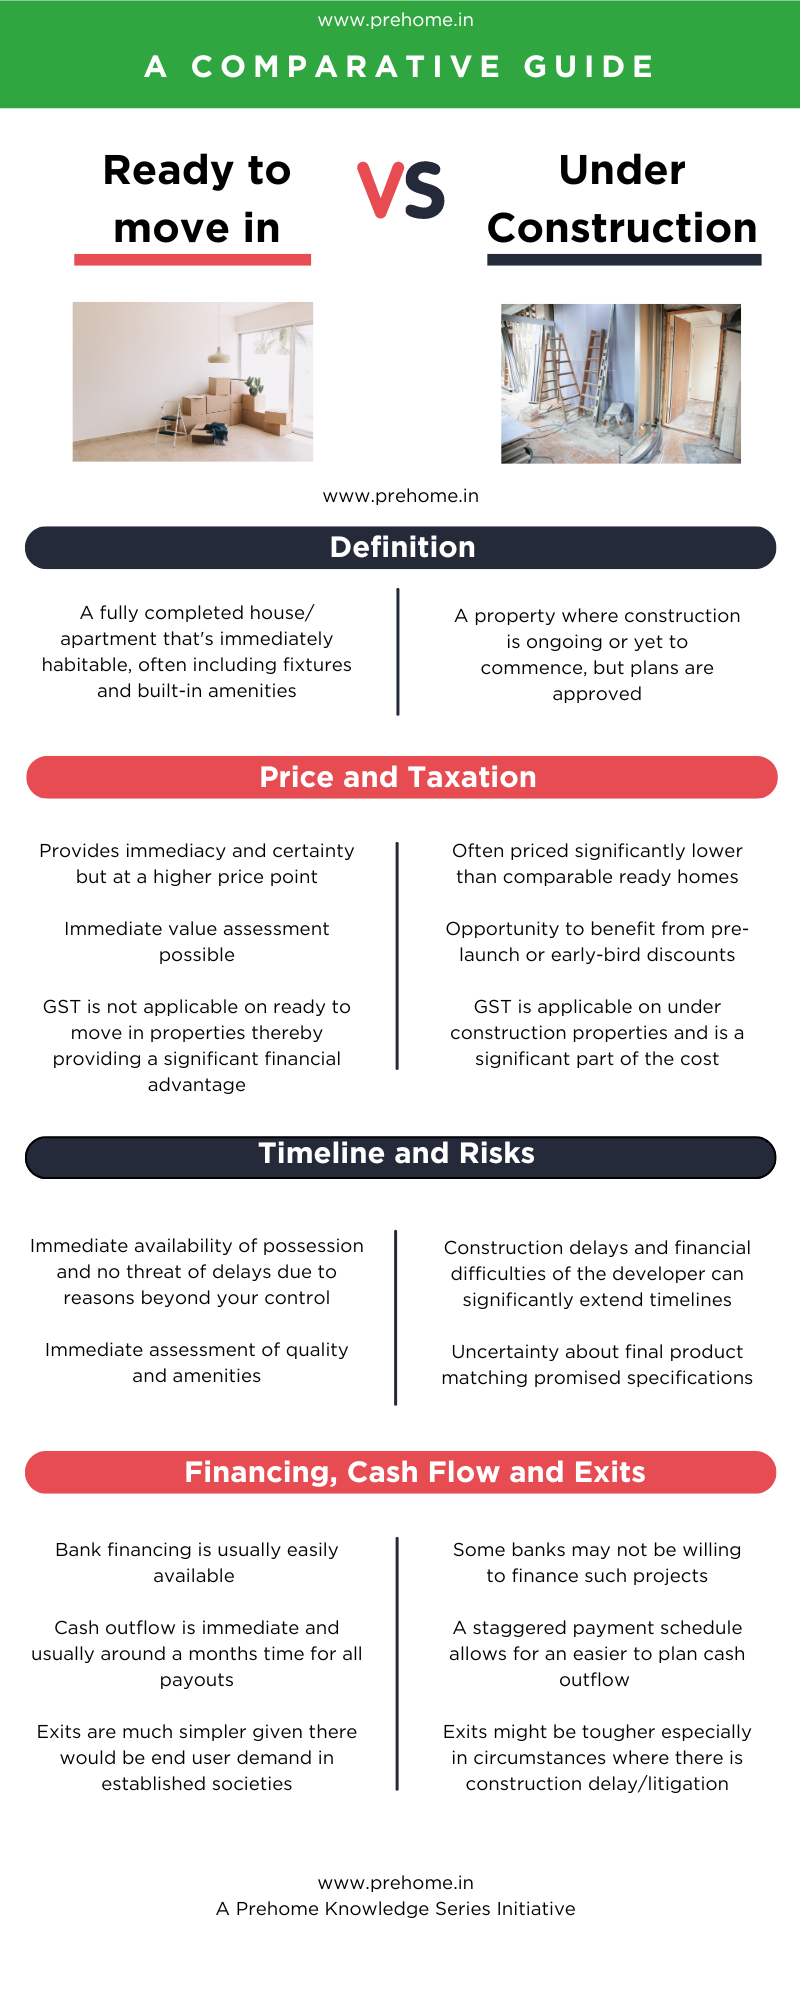 www.prehome.in
A COMPARATIVE GUIDE
Ready to
move in
VS
Under
Construction
www.prehome.in
Definition
A fully completed house/
apartment that's immediately
habitable, often including fixtures
and built-in amenities
A property where construction
is ongoing or yet to
commence, but plans are
approved
Price and Taxation
Provides immediacy and certainty
but at a higher price point
Immediate value assessment
possible
GST is not applicable on ready to
move in properties thereby
providing a significant financial
advantage
Often priced significantly lower
than comparable ready homes
Opportunity to benefit from pre-
launch or early-bird discounts
GST is applicable on under
construction properties and is a
significant part of the cost
Timeline and Risks
Immediate availability of possession
and no threat of delays due to
reasons beyond your control
Immediate assessment of quality
and amenities
Construction delays and financial
difficulties of the developer can
significantly extend timelines
Uncertainty about final product
matching promised specifications
Financing, Cash Flow and Exits
Bank financing is usually easily
available
Cash outflow is immediate and
usually around a months time for all
payouts
Exits are much simpler given there
would be end user demand in
established societies
Some banks may not be willing
to finance such projects
A staggered payment schedule
allows for an easier to plan cash
outflow
Exits might be tougher especially
in circumstances where there is
construction delay/litigation
www.prehome.in
A Prehome Knowledge Series Initiative